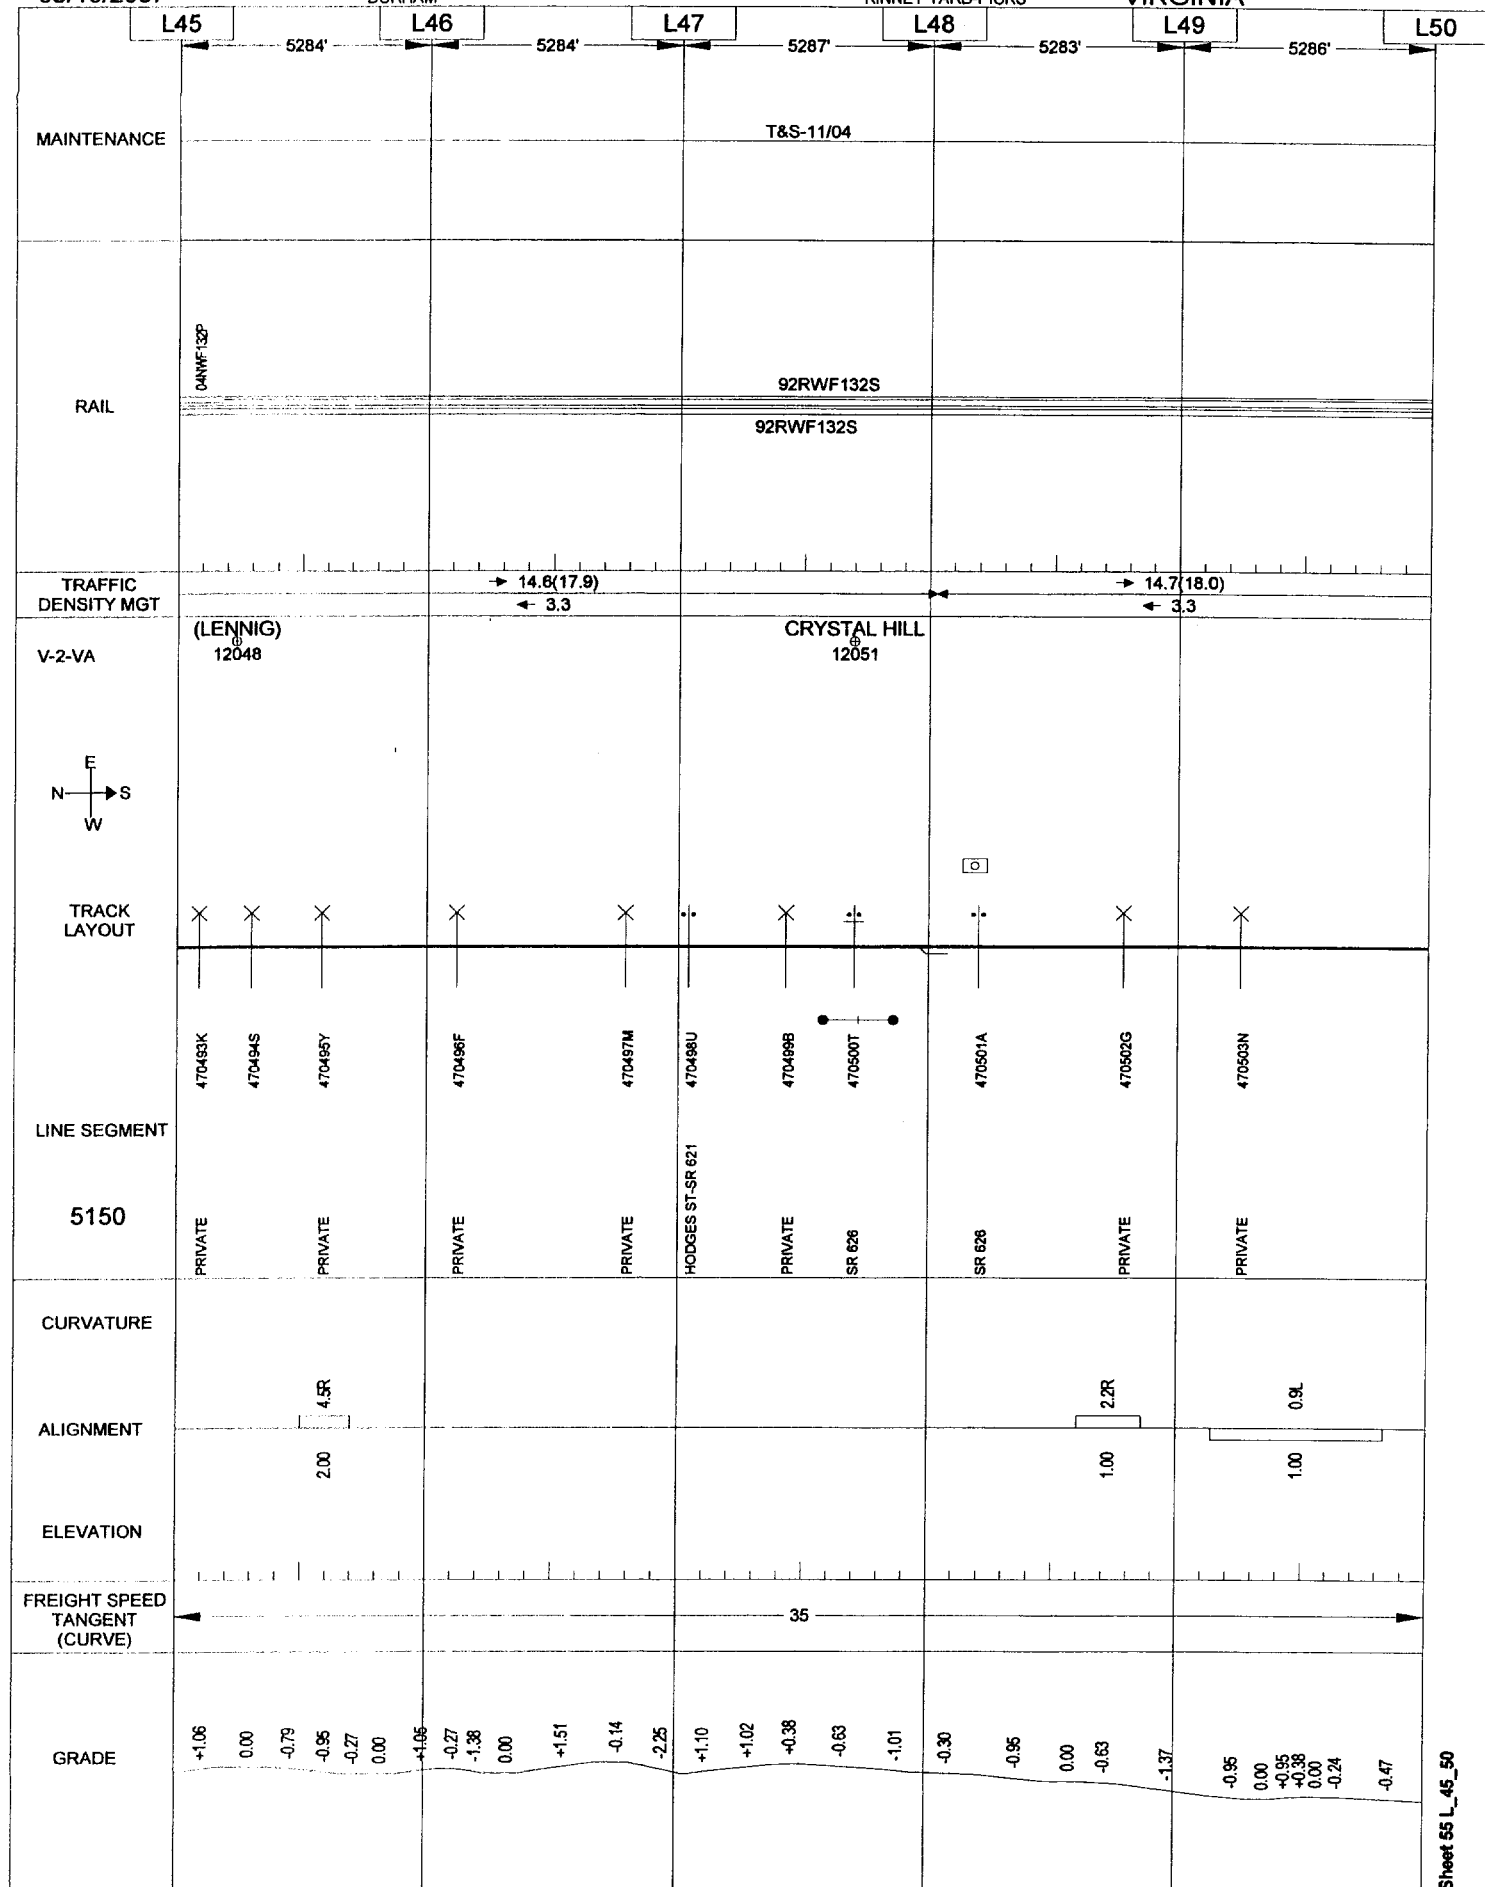 VIRGINIA
L45 L46 L47 L48 L49 L50
5284' 5284' 5287' 5283' 5286'
MAINTENANCE
T&S-11/04
RAIL
04NWF132P
92RWF132S
92RWF132S
TRAFFIC
DENSITY MGT
14.6(17.9)
3.3
14.7(18.0)
3.3
V-2-VA
(LENNIG)
12048
CRYSTAL HILL
12051
E
N S
W
TRACK
LAYOUT
470493K
470494S
470495Y
470496F
470497M
470498U
470499B
470500T
470501A
470502G
470503N
LINE SEGMENT
5150
PRIVATE
PRIVATE
PRIVATE
PRIVATE
HODGES ST-SR 621
PRIVATE
SR 626
SR 626
PRIVATE
PRIVATE
CURVATURE
4.5R
2.2R
0.9L
ALIGNMENT
2.00
1.00
1.00
ELEVATION
FREIGHT SPEED
TANGENT
(CURVE)
35
GRADE
+1.06
0.00
-0.79
-0.95
-0.27
0.00
+1.05
-0.27
-1.38
0.00
+1.51
-0.14
-2.25
+1.10
+1.02
+0.38
-0.63
-1.01
-0.30
-0.95
0.00
-0.63
-1.37
-0.95
0.00
+0.95
+0.38
0.00
-0.24
-0.47
Sheet 55 L_45_50